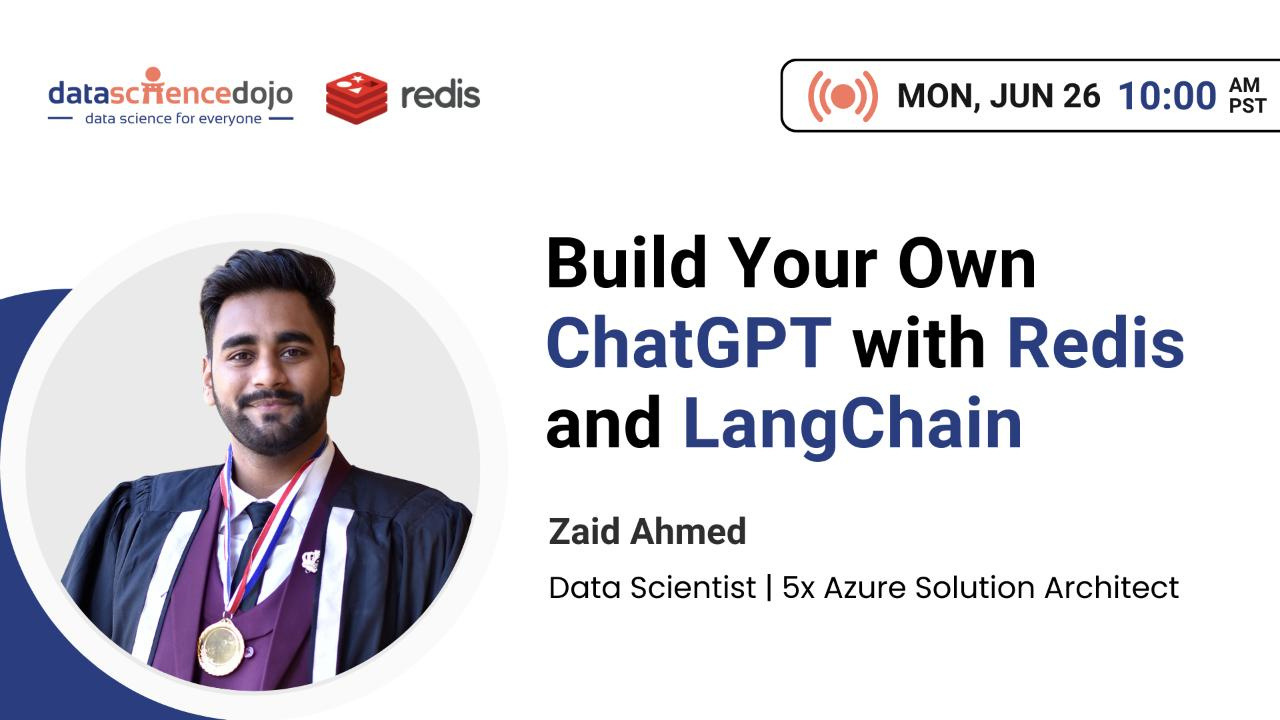 datasciencedojo
data science for everyone
redis
MON, JUN 26 10:00 AM PST
Build Your Own
ChatGPT with Redis
and LangChain
Zaid Ahmed
Data Scientist | 5x Azure Solution Architect